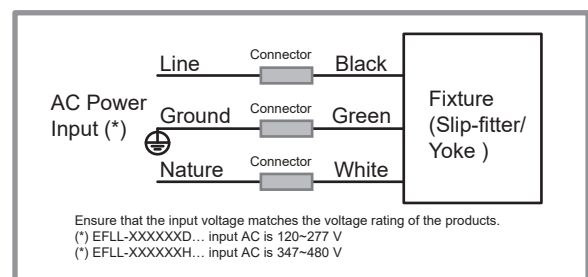 Line Connector Black
AC Power
Input (*)
Ground Connector Green
Nature Connector White
Fixture
(Slip-fitter/
Yoke )
Ensure that the input voltage matches the voltage rating of the products.
(*) EFLL-XXXXXXD… input AC is 120~277 V
(*) EFLL-XXXXXXH… input AC is 347~480 V